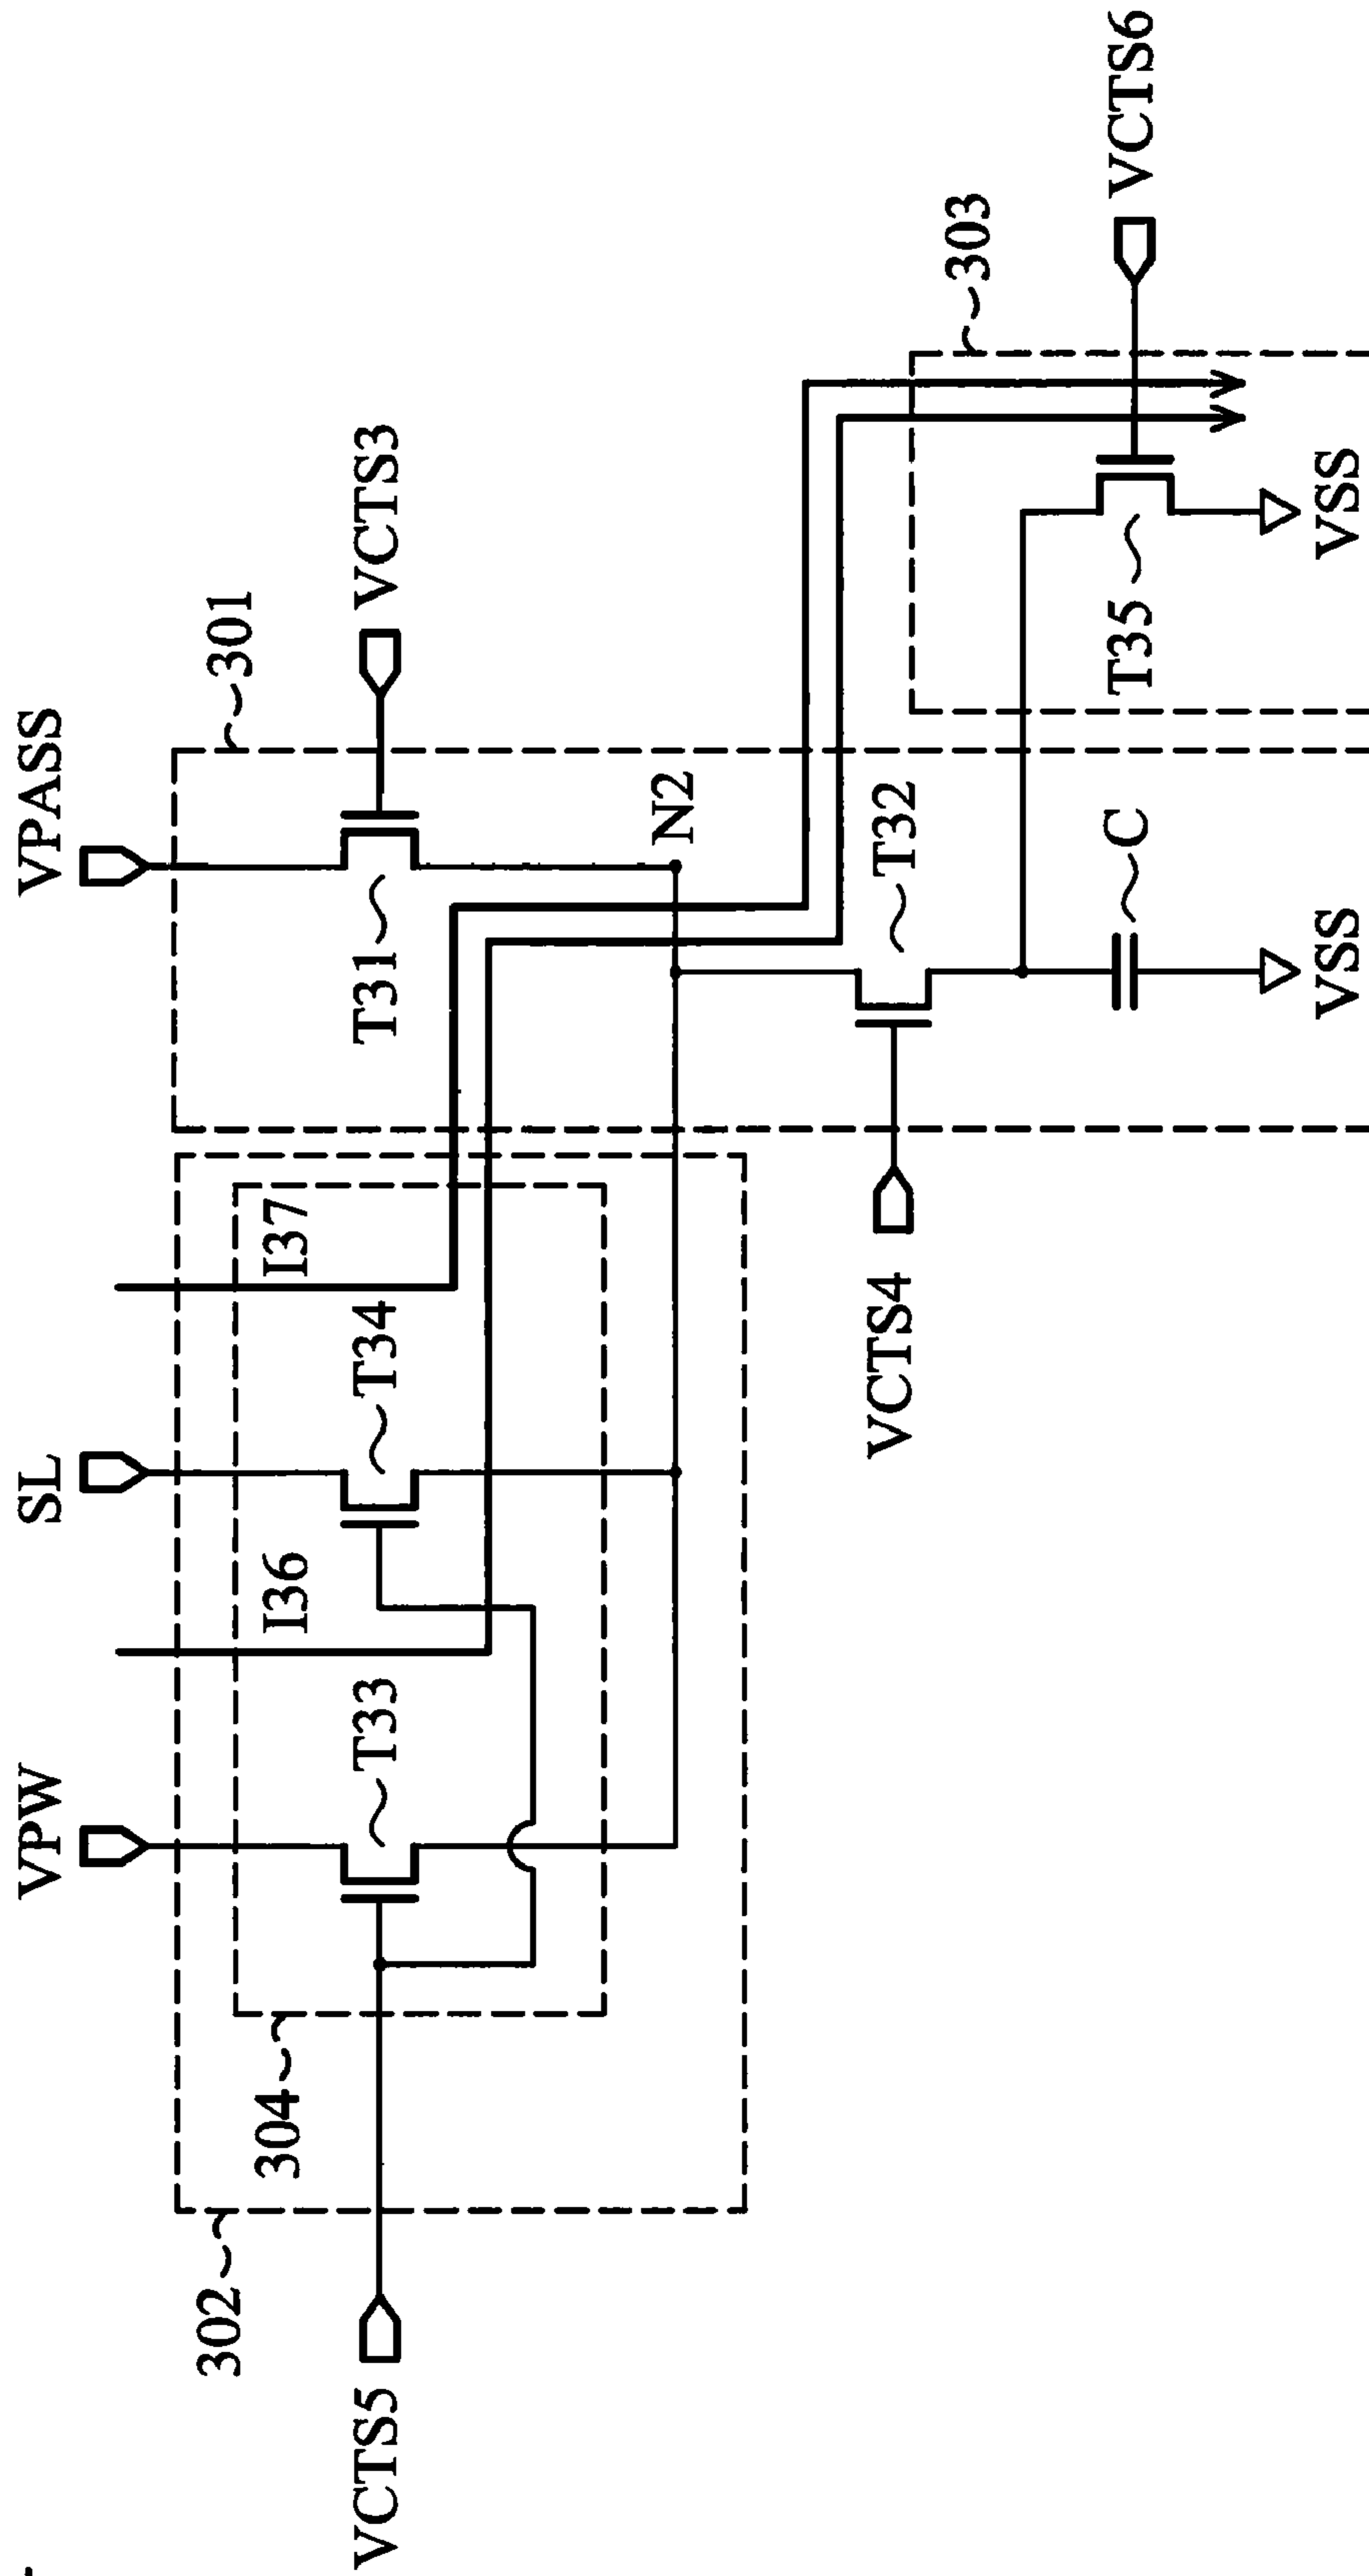 VPW
SL
VPASS
302
304
I36
I37
301
VCTS5
T33
T34
T31
VCTS3
N2
VCTS4
T32
303
C
T35
VCTS6
VSS
VSS